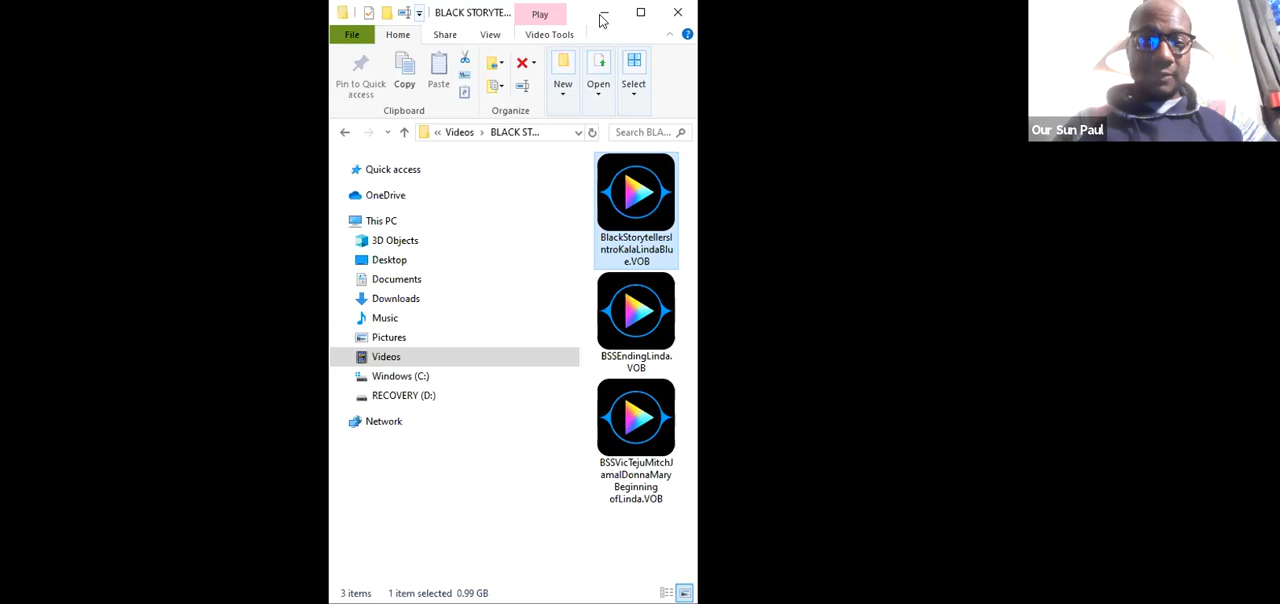 BLACK STORYTE...
Play
File
Home
Share
View
Video Tools
Pin to Quick
access
Copy
Paste
New
Open
Select
Clipboard
Organize
«
Videos
›
BLACK ST...
Search BLA...
Quick access
OneDrive
This PC
3D Objects
Desktop
Documents
Downloads
Music
Pictures
Videos
Windows (C:)
RECOVERY (D:)
Network
BlackStorytellersI
ntroKalaLindaBlu
e.VOB
BSSEndingLinda.
VOB
BSSVicTejuMitchJ
amalDonnaMary
Beginning
ofLinda.VOB
3 items
1 item selected 0.99 GB
Our Sun Paul